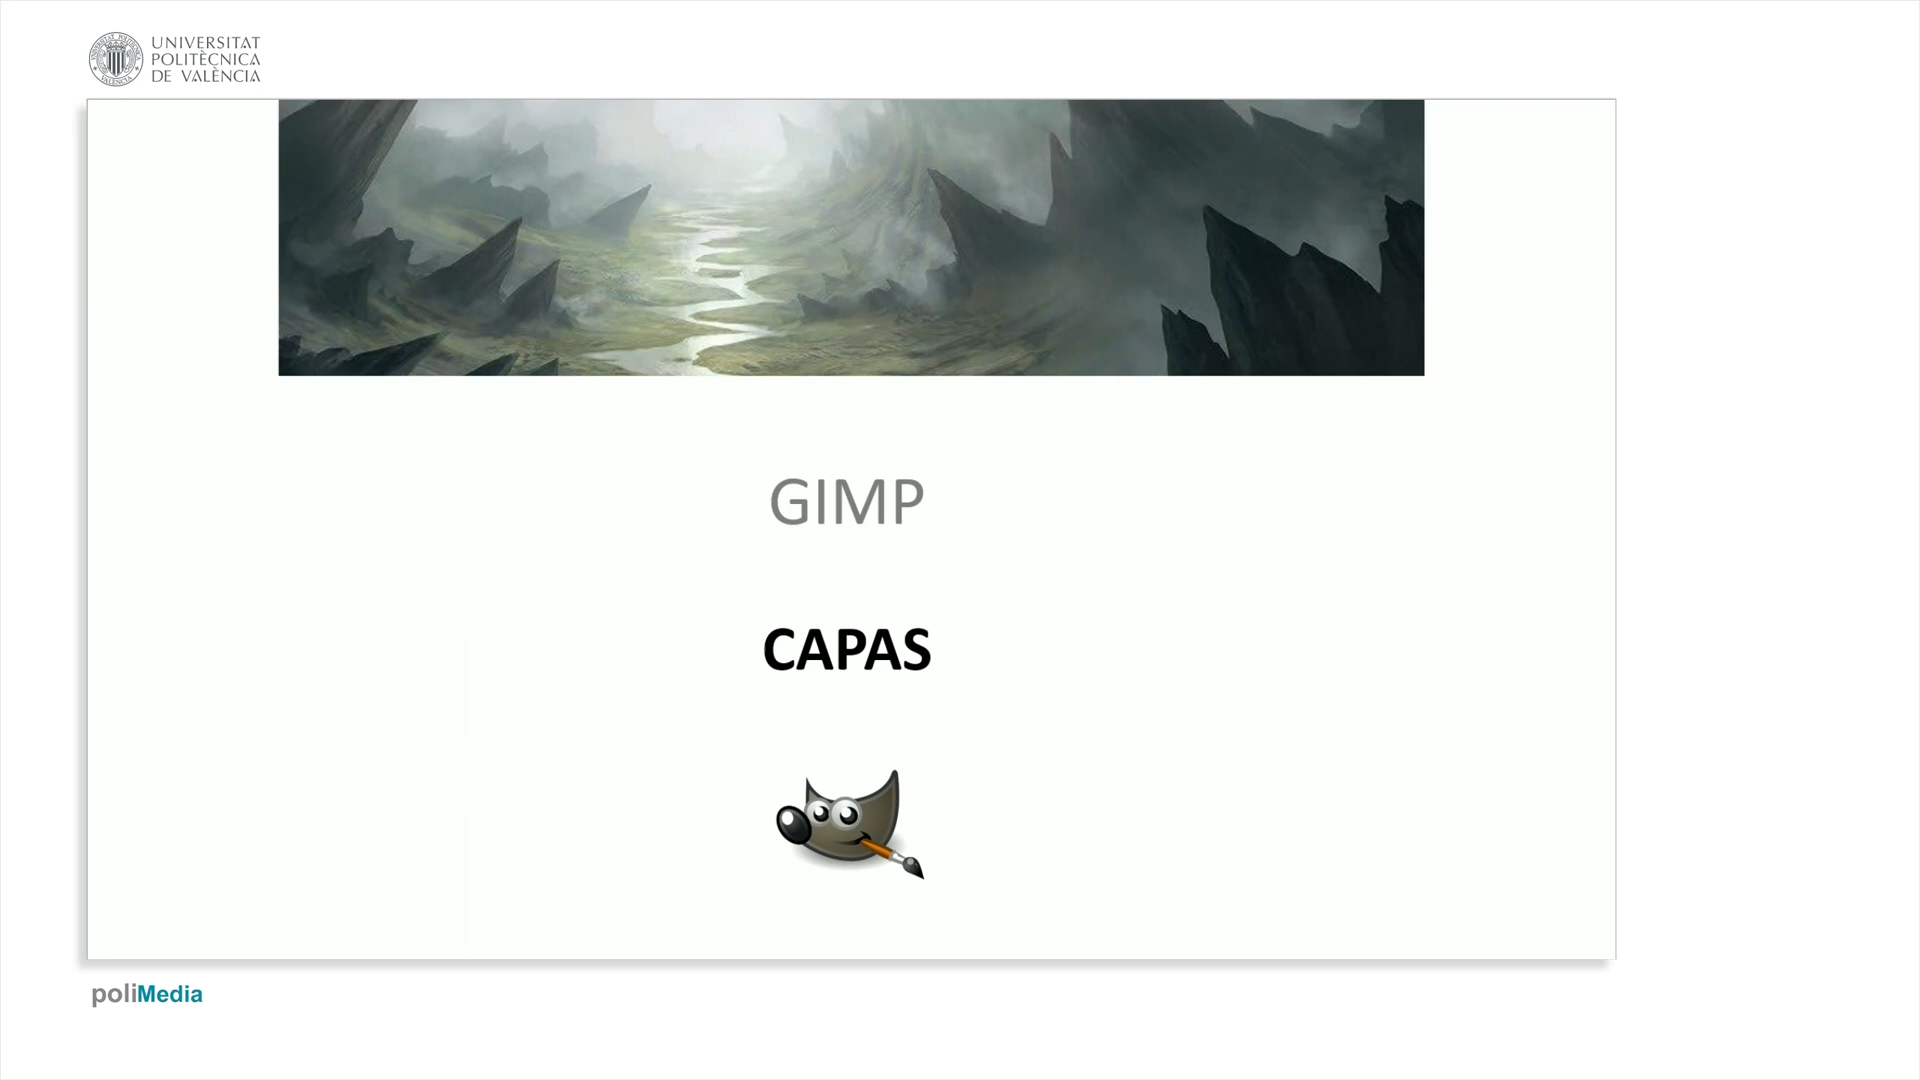 UNIVERSITAT
POLITÈCNICA
DE VALÈNCIA
GIMP
CAPAS
poliMedia